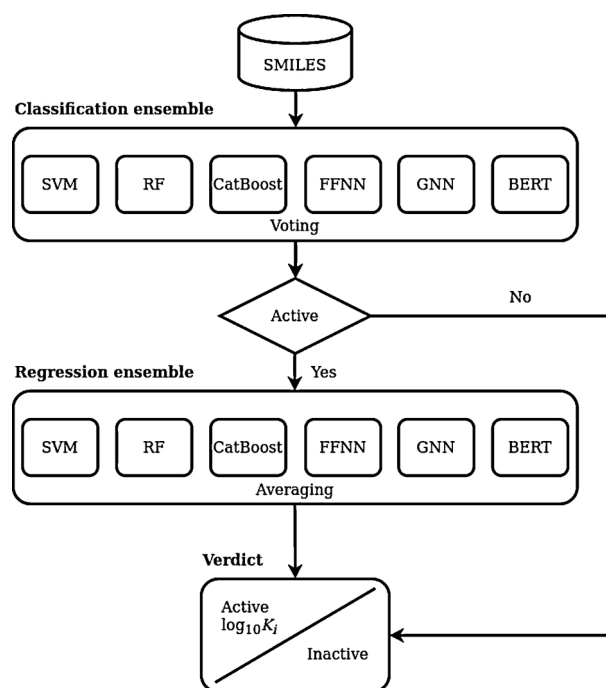 SMILES
Classification ensemble
SVM RF CatBoost FFNN GNN BERT
Voting
Active
No
Yes
Regression ensemble
SVM RF CatBoost FFNN GNN BERT
Averaging
Verdict
Active
log₁₀Kᵢ
Inactive